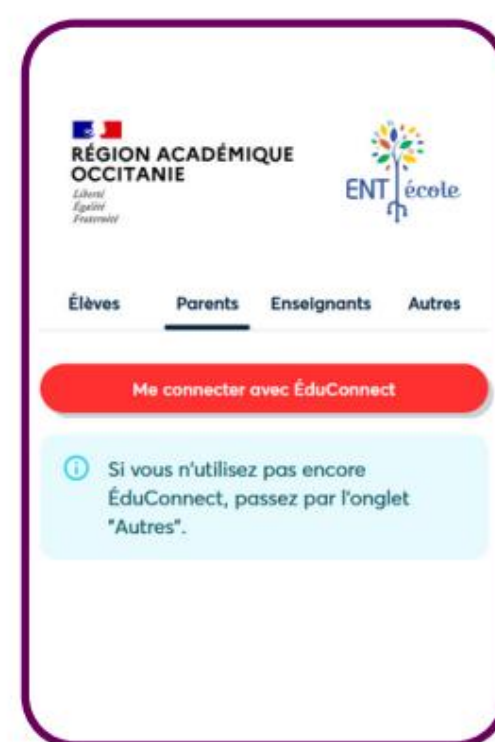 RÉGION ACADÉMIQUE
OCCITANIE
Liberté
Égalité
Fraternité
ENT école
Élèves Parents Enseignants Autres
Me connecter avec ÉduConnect
Si vous n'utilisez pas encore
ÉduConnect, passez par l'onglet
"Autres".